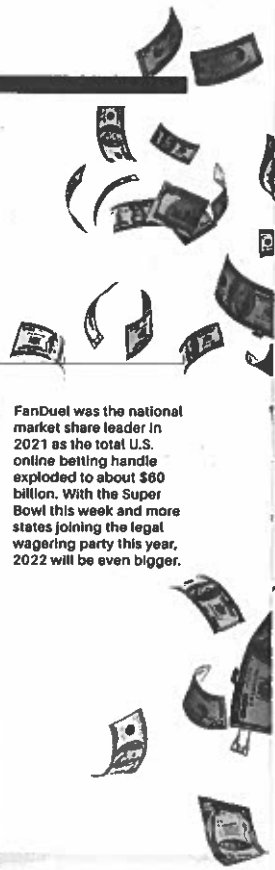 FanDuel was the national
market share leader in
2021 as the total U.S.
online betting handle
exploded to about $60
billion. With the Super
Bowl this week and more
states joining the legal
wagering party this year,
2022 will be even bigger.